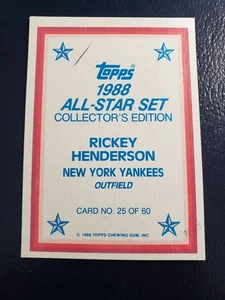 Topps
1988
ALL-STAR SET
COLLECTOR'S EDITION
RICKEY
HENDERSON
NEW YORK YANKEES
OUTFIELD
CARD NO. 25 OF 60
© 1988 TOPPS CHEWING GUM, INC.